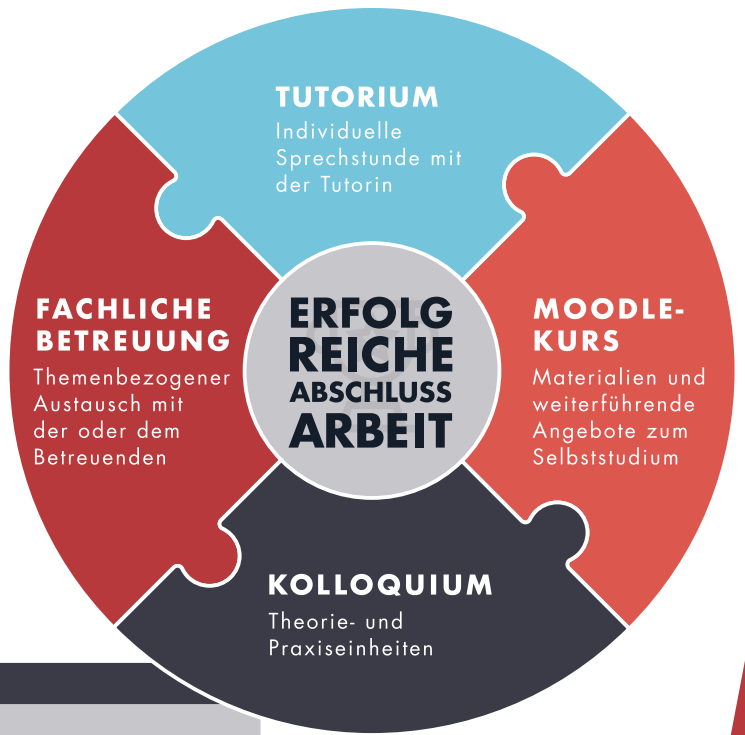 TUTORIUM
Individuelle
Sprechstunde mit
der Tutorin
FACHLICHE
BETREUUNG
Themenbezogener
Austausch mit
der oder dem
Betreuenden
ERFOLG
REICHE
ABSCHLUSS
ARBEIT
MOODLE-
KURS
Materialien und
weiterführende
Angebote zum
Selbststudium
KOLLOQUIUM
Theorie- und
Praxiseinheiten